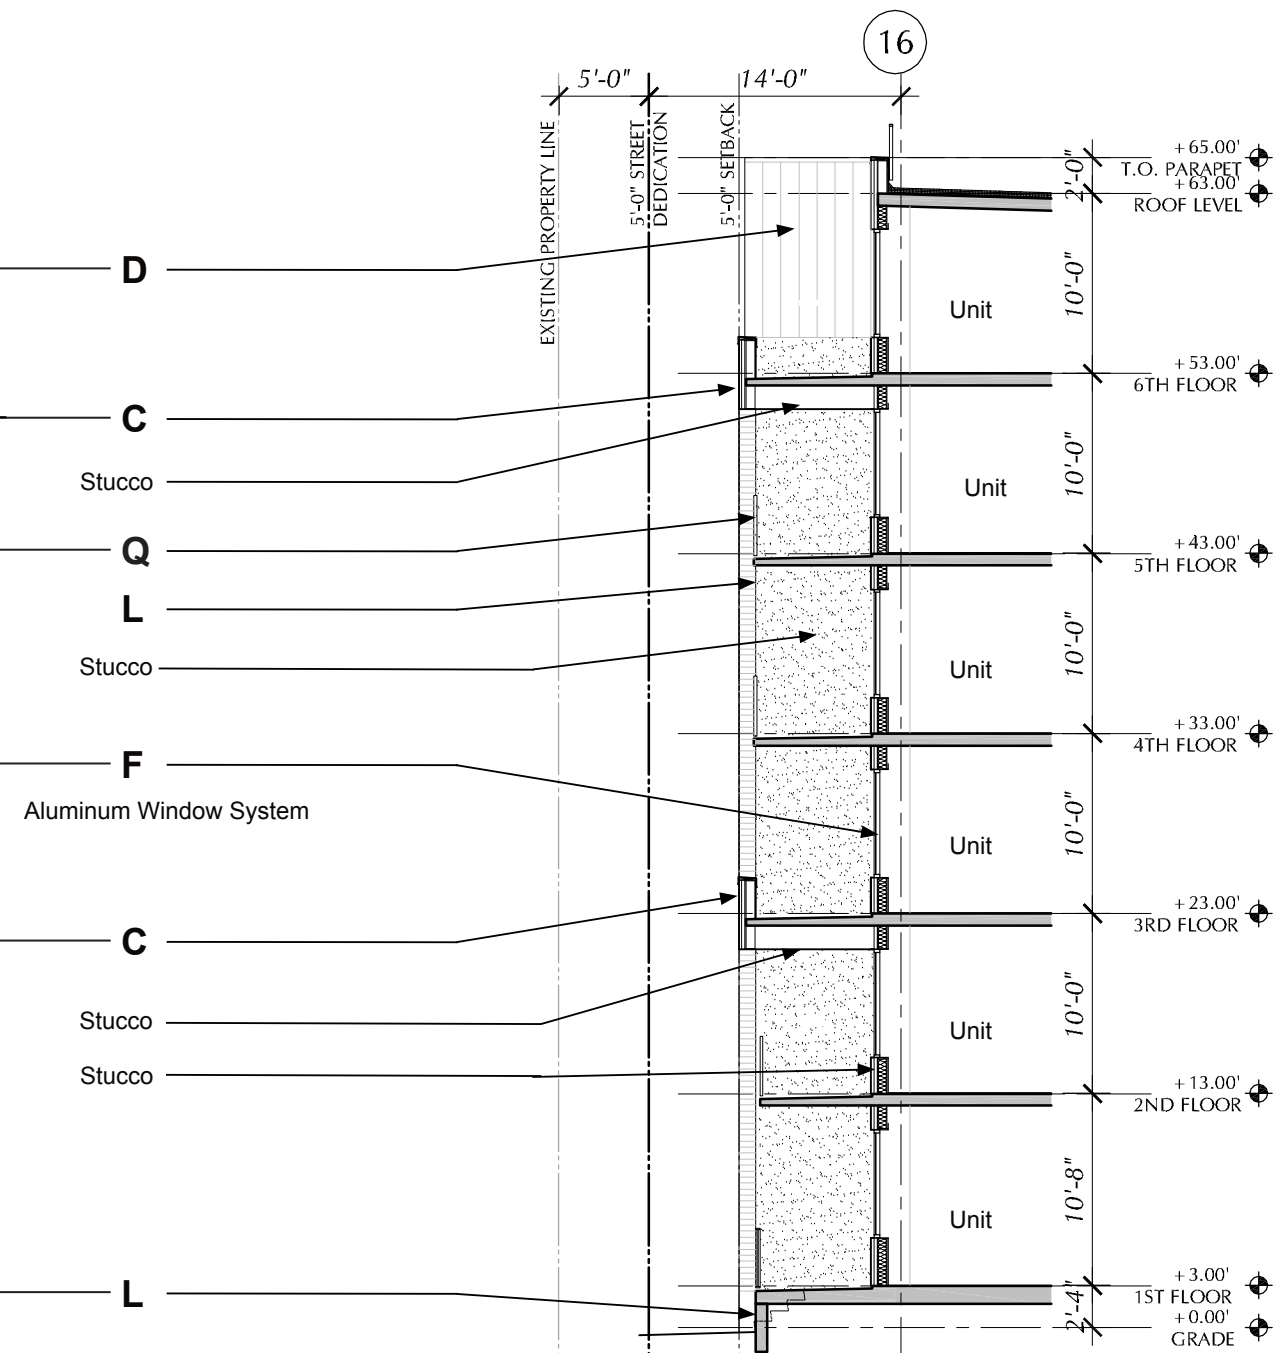 16
5'-0"
14'-0"
EXISTING PROPERTY LINE
5'-0" STREET
DEDICATION
5'-0" SETBACK
+65.00'
T.O. PARAPET
2'-0"
+63.00'
ROOF LEVEL
D
10'-0"
Unit
+53.00'
6TH FLOOR
C
Stucco
10'-0"
Unit
Q
+43.00'
5TH FLOOR
L
Stucco
10'-0"
Unit
+33.00'
4TH FLOOR
F
Aluminum Window System
10'-0"
Unit
+23.00'
3RD FLOOR
C
Stucco
10'-0"
Unit
Stucco
+13.00'
2ND FLOOR
10'-8"
Unit
+3.00'
1ST FLOOR
L
2'-4"
+0.00'
GRADE